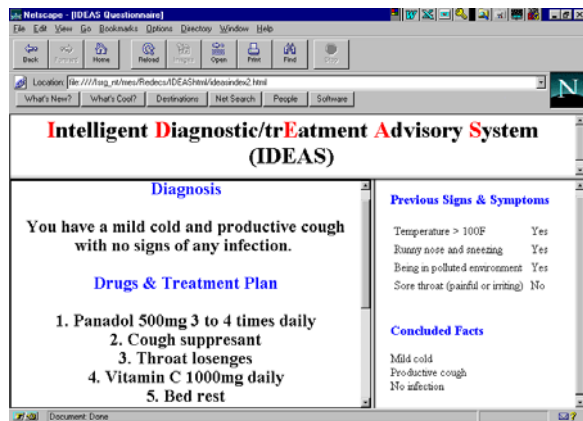 Netscape - [IDEAS Questionnaire]
File Edit View Go Bookmarks Options Directory Window Help
Back Forward Home Reload Images Open Print Find Stop
Location: file:////lsig_nt/mes/Redecs/IDEAShtml/ideasindex2.html
What's New? What's Cool? Destinations Net Search People Software
N
Intelligent Diagnostic/trEatment Advisory System
(IDEAS)
Diagnosis
You have a mild cold and productive cough
with no signs of any infection.
Drugs & Treatment Plan
1. Panadol 500mg 3 to 4 times daily
2. Cough suppresant
3. Throat losenges
4. Vitamin C 1000mg daily
5. Bed rest
Previous Signs & Symptoms
Temperature > 100F Yes
Runny nose and sneezing Yes
Being in polluted environment Yes
Sore throat (painful or irriting) No
Concluded Facts
Mild cold
Productive cough
No infection
Document: Done